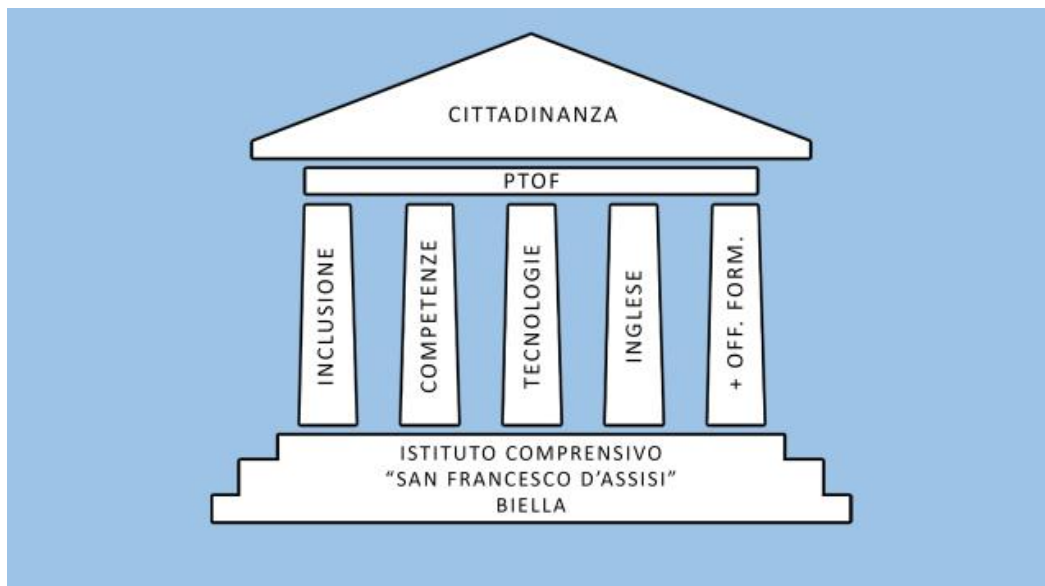 CITTADINANZA
PTOF
INCLUSIONE
COMPETENZE
TECNOLOGIE
INGLESE
+ OFF. FORM.
ISTITUTO COMPRENSIVO
“SAN FRANCESCO D’ASSISI”
BIELLA